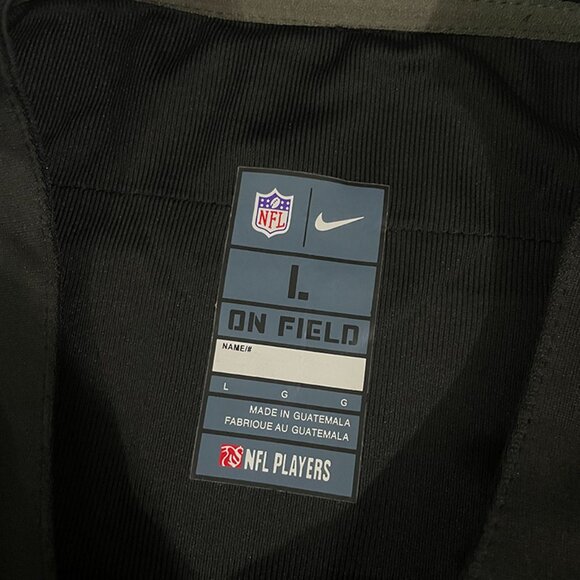 NFL
L
ON FIELD
NAME/#
L G G
MADE IN GUATEMALA
FABRIQUE AU GUATEMALA
NFL PLAYERS